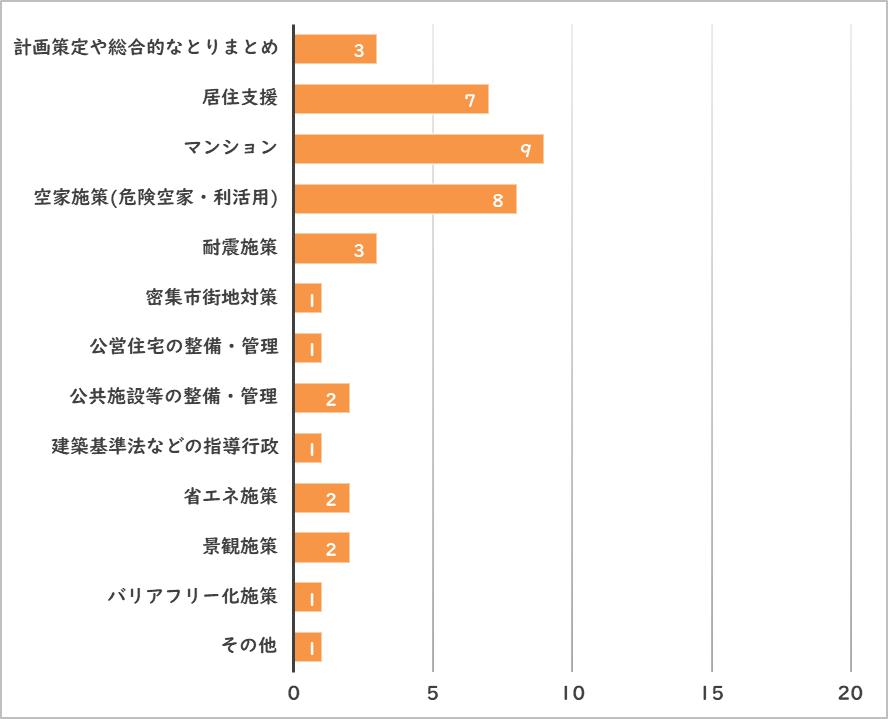 計画策定や総合的なとりまとめ 3
居住支援 7
マンション 9
空家施策(危険空家・利活用) 8
耐震施策 3
密集市街地対策 1
公営住宅の整備・管理 1
公共施設等の整備・管理 2
建築基準法などの指導行政 1
省エネ施策 2
景観施策 2
バリアフリー化施策 1
その他 1
0 5 10 15 20